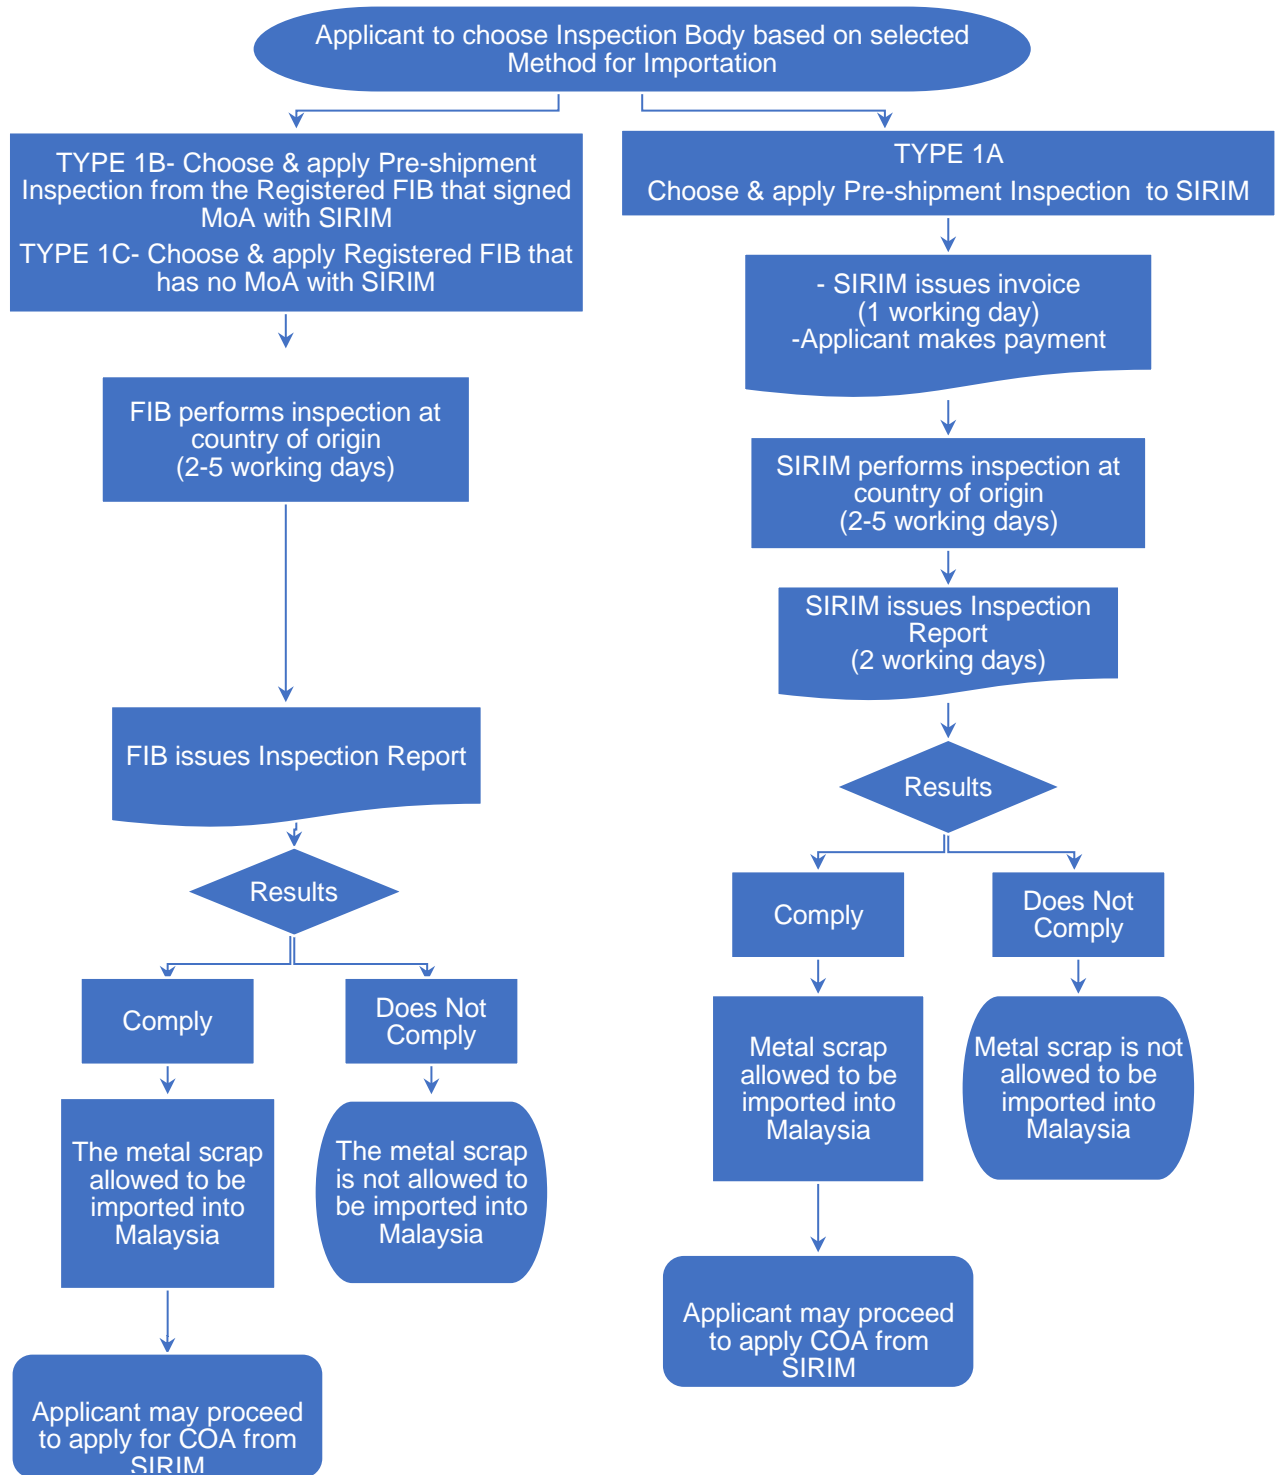 Applicant to choose Inspection Body based on selected
Method for Importation
TYPE 1B- Choose & apply Pre-shipment
Inspection from the Registered FIB that signed
MoA with SIRIM
TYPE 1C- Choose & apply Registered FIB that
has no MoA with SIRIM
FIB performs inspection at
country of origin
(2-5 working days)
FIB issues Inspection Report
Results
Comply
Does Not
Comply
The metal scrap
allowed to be
imported into
Malaysia
The metal scrap
is not allowed to
be imported into
Malaysia
Applicant may proceed
to apply for COA from
SIRIM
TYPE 1A
Choose & apply Pre-shipment Inspection to SIRIM
- SIRIM issues invoice
(1 working day)
-Applicant makes payment
SIRIM performs inspection at
country of origin
(2-5 working days)
SIRIM issues Inspection
Report
(2 working days)
Results
Comply
Does Not
Comply
Metal scrap
allowed to be
imported into
Malaysia
Metal scrap is not
allowed to be
imported into
Malaysia
Applicant may proceed
to apply COA from
SIRIM